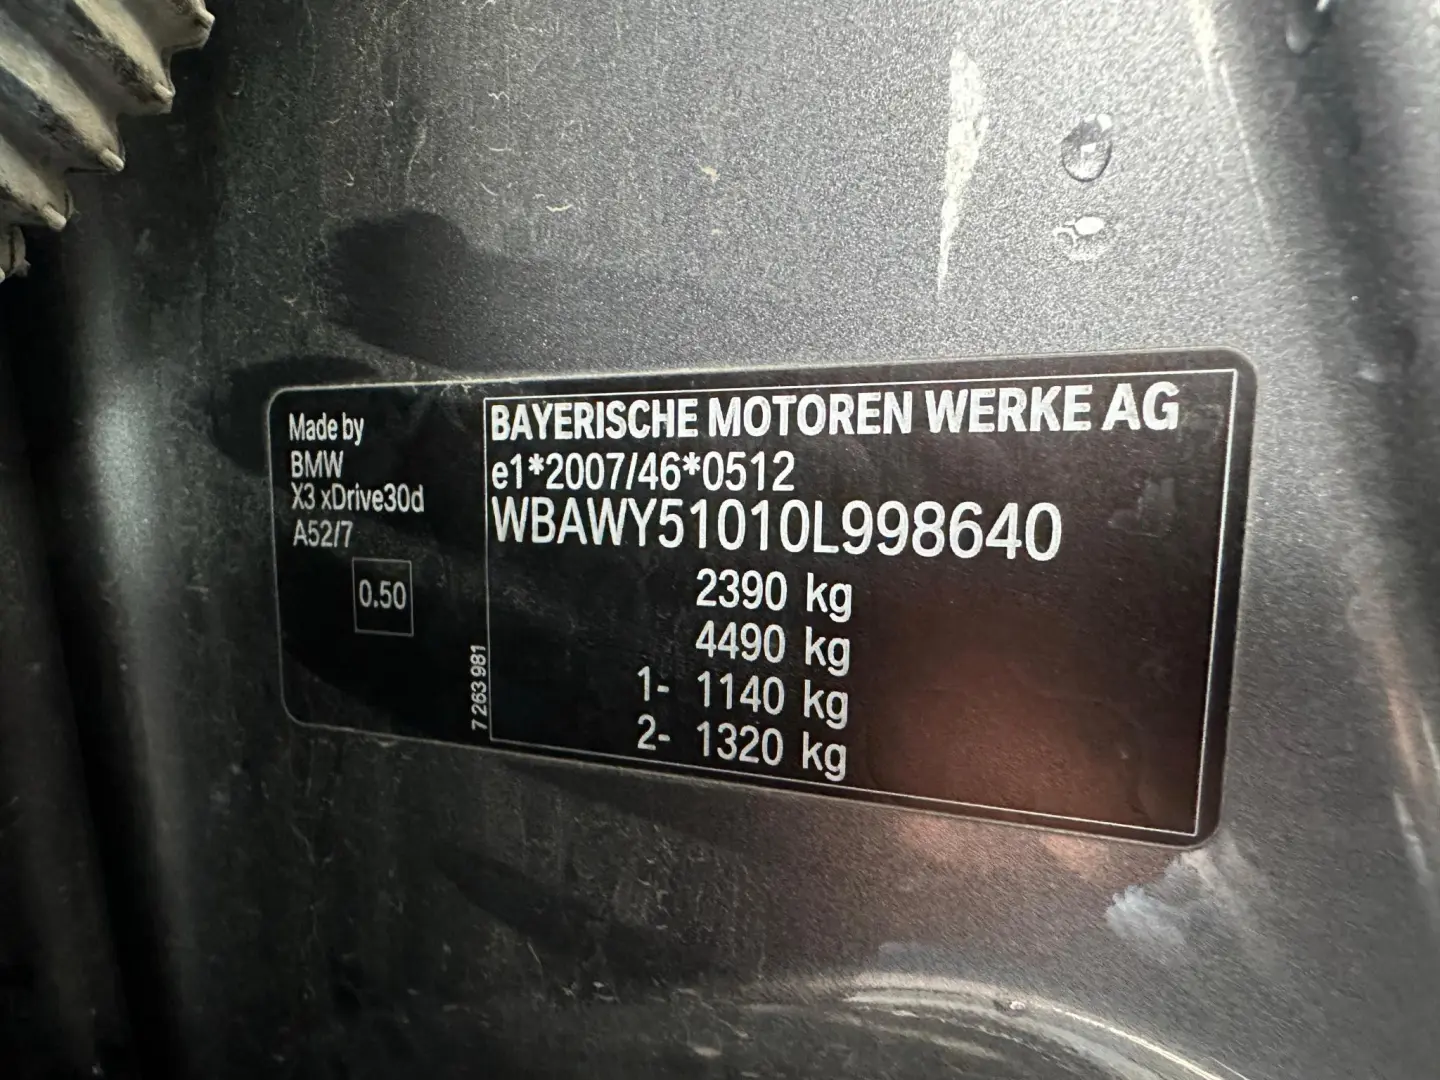 Made by
BMW
X3 xDrive30d
A52/7
0.50
7 263 981
BAYERISCHE MOTOREN WERKE AG
e1*2007/46*0512
WBAWY51010L998640
2390 kg
4490 kg
1- 1140 kg
2- 1320 kg